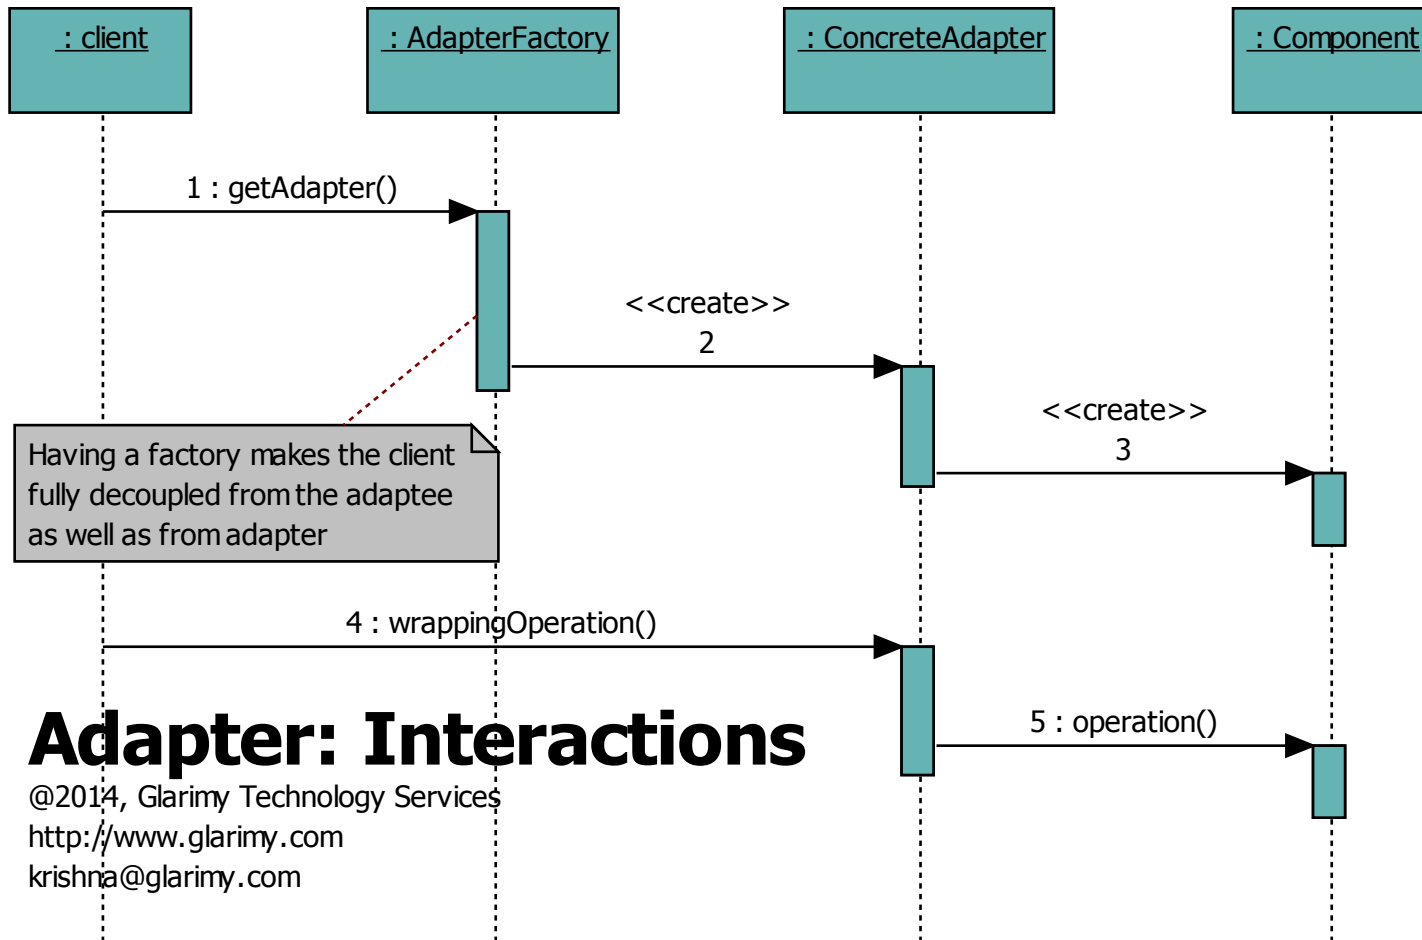 : client
: AdapterFactory
: ConcreteAdapter
: Component
1 : getAdapter()
<<create>>
2
<<create>>
3
Having a factory makes the client
fully decoupled from the adaptee
as well as from adapter
4 : wrappingOperation()
5 : operation()
Adapter: Interactions
@2014, Glarimy Technology Services
http://www.glarimy.com
krishna@glarimy.com